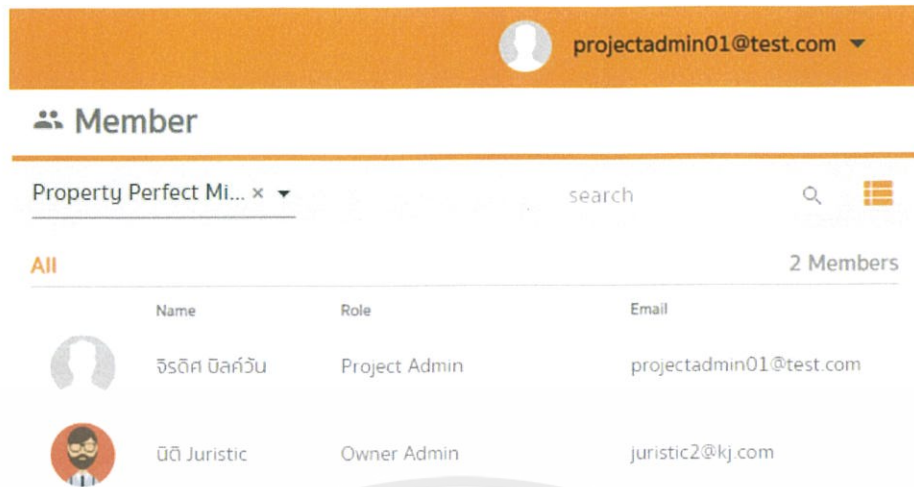 projectadmin01@test.com
Member
Property Perfect Mi... ×
search
All
2 Members
Name Role Email
จิรดิศ บิลค์วัน Project Admin projectadmin01@test.com
นิติ Juristic Owner Admin juristic2@kj.com